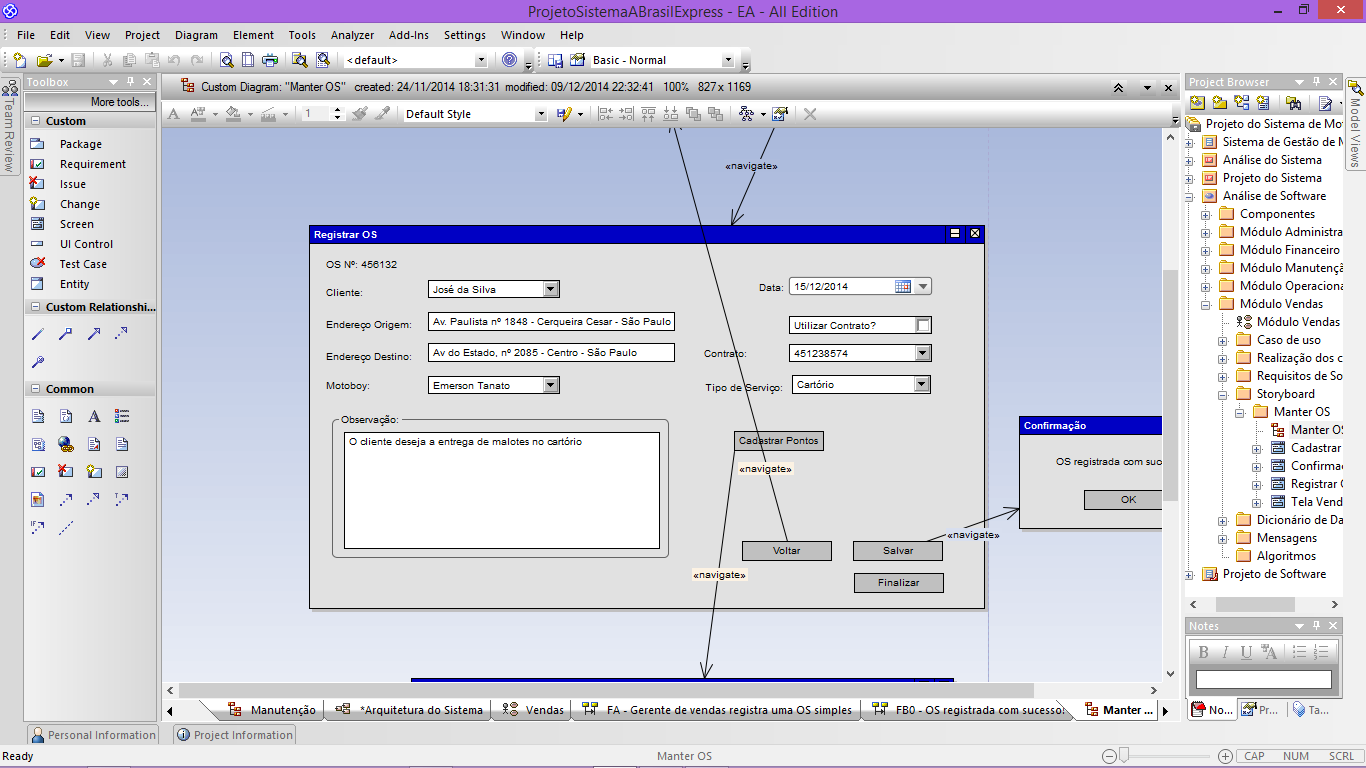 ProjetoSistemaABrasilExpress - EA - All Edition
File Edit View Project Diagram Element Tools Analyzer Add-Ins Settings Window Help
<default>
Basic - Normal
Team Review
Toolbox
More tools...
Custom
Package
Requirement
Issue
Change
Screen
UI Control
Test Case
Entity
Custom Relationshi...
Common
Custom Diagram: "Manter OS" created: 24/11/2014 18:31:31 modified: 09/12/2014 22:32:41 100% 827 x 1169
1
Default Style
«navigate»
Registrar OS
OS Nº: 456132
Cliente: José da Silva
Data: 15/12/2014
Endereço Origem: Av. Paulista nº 1848 - Cerqueira Cesar - São Paulo
Utilizar Contrato?
Endereço Destino: Av do Estado, nº 2085 - Centro - São Paulo
Contrato: 451238574
Motoboy: Emerson Tanato
Tipo de Serviço: Cartório
Observação:
O cliente deseja a entrega de malotes no cartório
Cadastrar Pontos
«navigate»
Voltar
Salvar
«navigate»
«navigate»
Finalizar
Confirmação
OS registrada com suc
OK
Project Browser
Projeto do Sistema de Mo
Sistema de Gestão de M
Análise do Sistema
Projeto do Sistema
Análise de Software
Componentes
Módulo Administra
Módulo Financeiro
Módulo Manutençã
Módulo Operaciona
Módulo Vendas
Módulo Vendas
Caso de uso
Realização dos c
Requisitos de So
Storyboard
Manter OS
Manter OS
Cadastrar
Confirmac
Registrar O
Tela Vend
Dicionário de Da
Mensagens
Algoritmos
Projeto de Software
Model Views
Notes
B I U A
No... Pr... Ta...
Manutenção
*Arquitetura do Sistema
Vendas
FA - Gerente de vendas registra uma OS simples
FB0 - OS registrada com sucesso:
Manter ...
Personal Information
Project Information
Ready
Manter OS
CAP NUM SCRL